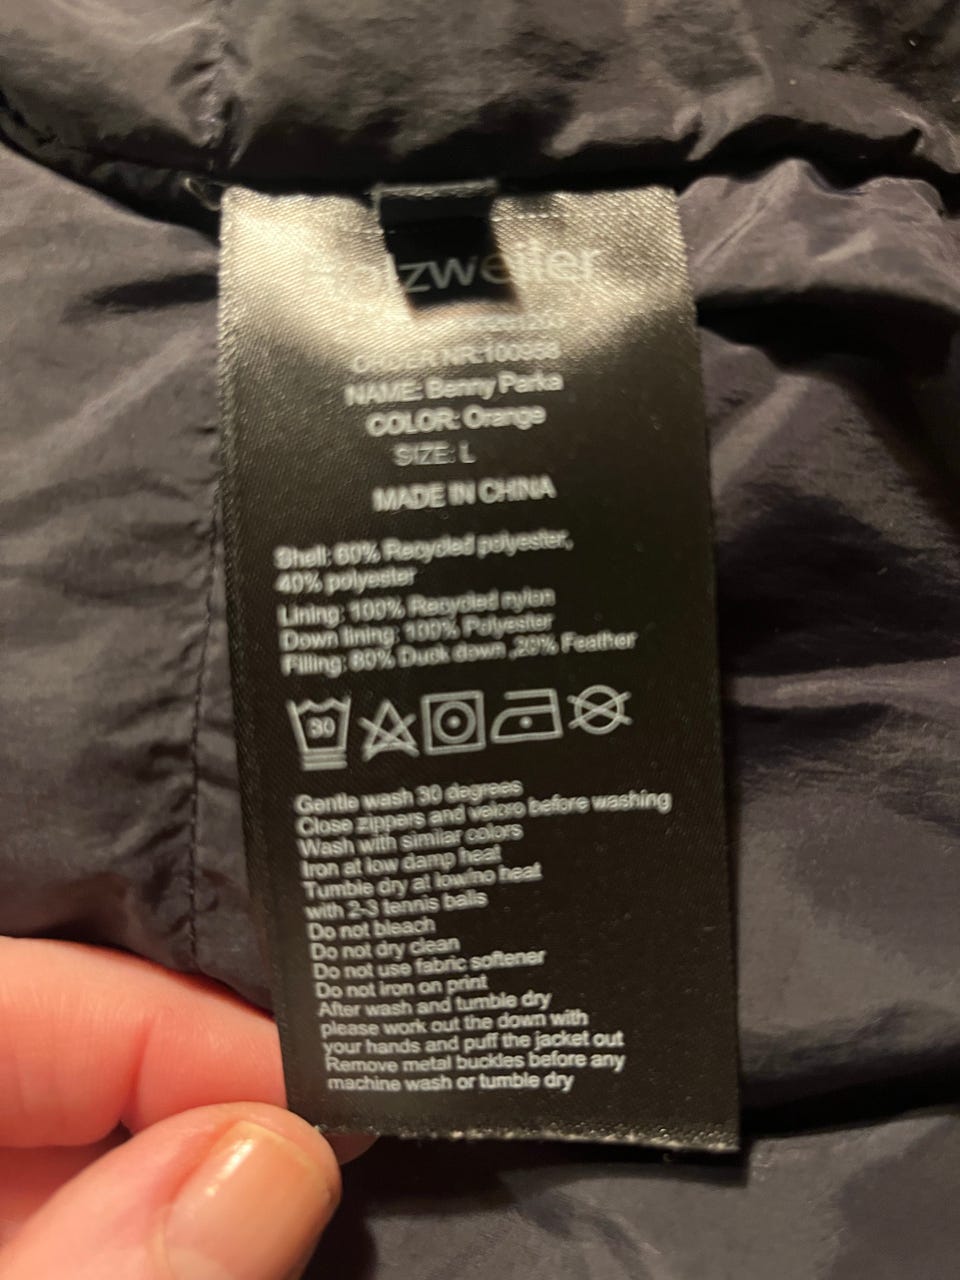 holzweiler
ORDER NR:100958
NAME: Benny Parka
COLOR: Orange
SIZE: L
MADE IN CHINA
Shell: 60% Recycled polyester,
40% polyester
Lining: 100% Recycled nylon
Down lining: 100% Polyester
Filling: 80% Duck down ,20% Feather
30
Gentle wash 30 degrees
Close zippers and velcro before washing
Wash with similar colors
Iron at low damp heat
Tumble dry at low/no heat
with 2-3 tennis balls
Do not bleach
Do not dry clean
Do not use fabric softener
Do not iron on print
After wash and tumble dry
please work out the down with
your hands and puff the jacket out
Remove metal buckles before any
machine wash or tumble dry